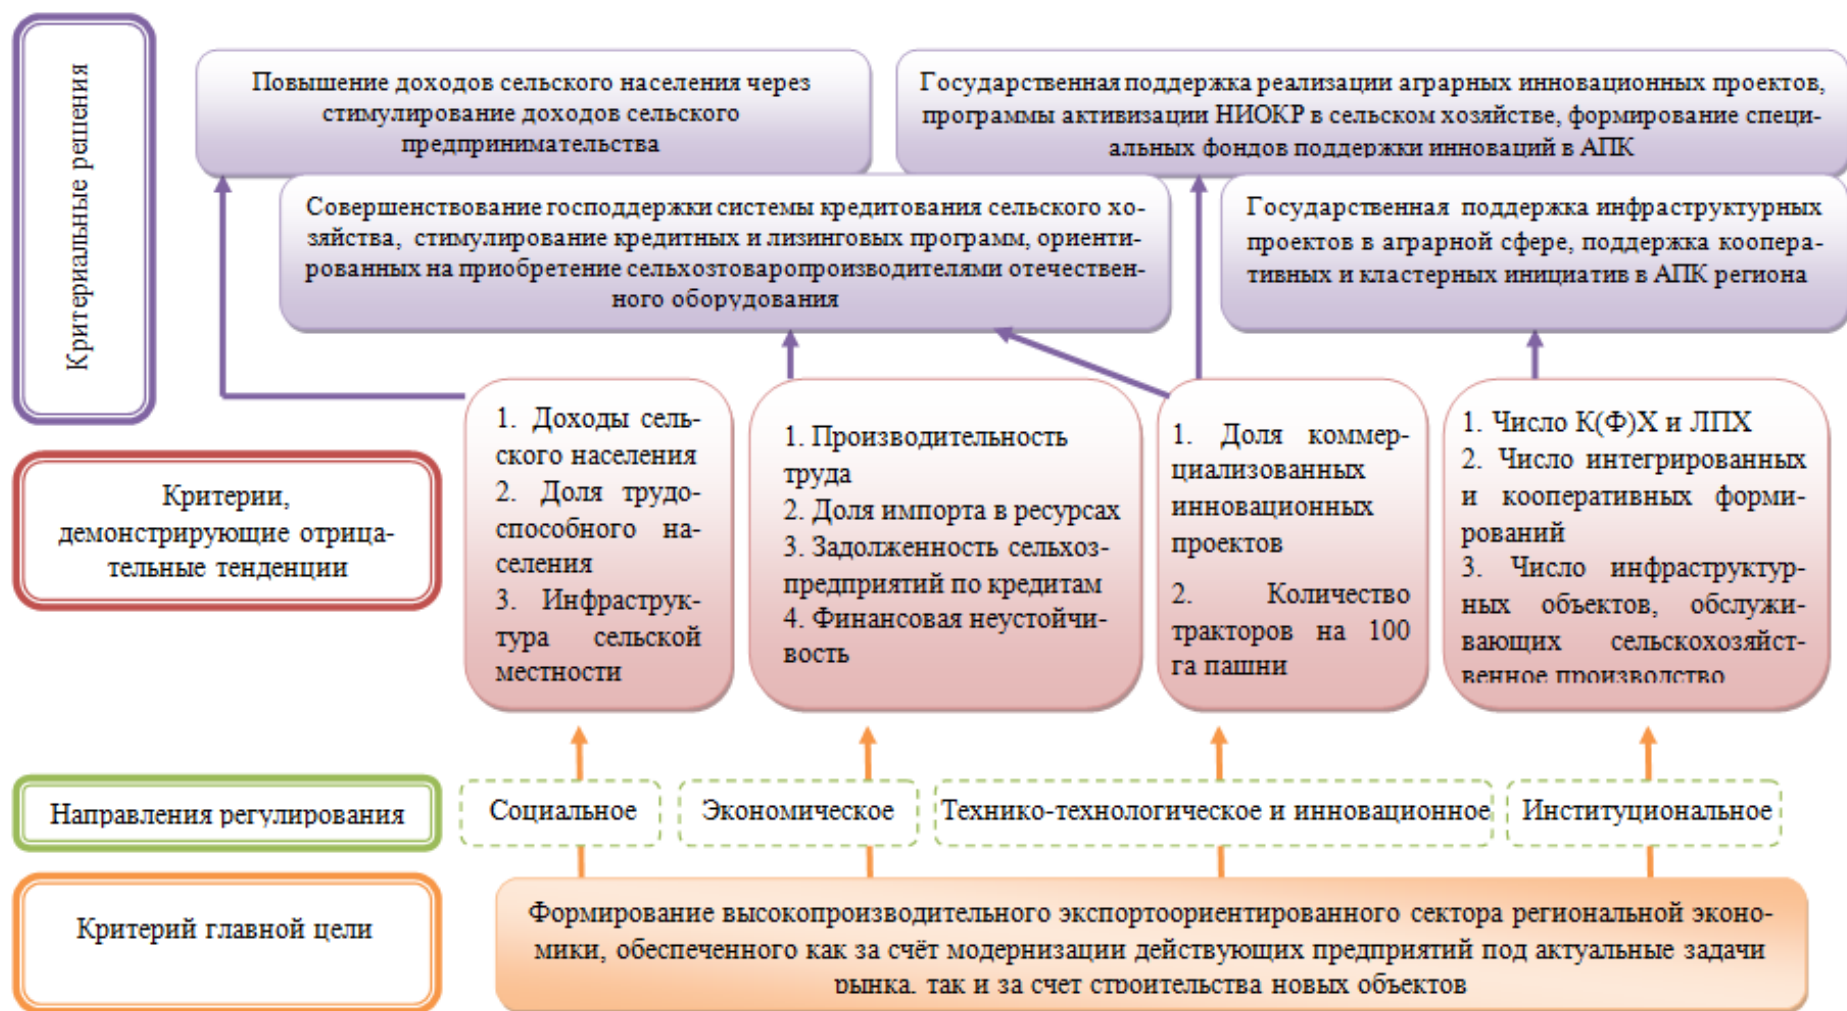 Критериальные решения
Повышение доходов сельского населения через
стимулирование доходов сельского
предпринимательства
Государственная поддержка реализации аграрных инновационных проектов,
программы активизации НИОКР в сельском хозяйстве, формирование специ-
альных фондов поддержки инноваций в АПК
Совершенствование господдержки системы кредитования сельского хо-
зяйства, стимулирование кредитных и лизинговых программ, ориенти-
рованных на приобретение сельхозтоваропроизводителями отечествен-
ного оборудования
Государственная поддержка инфраструктурных
проектов в аграрной сфере, поддержка коопера-
тивных и кластерных инициатив в АПК региона
Критерии,
демонстрирующие отрица-
тельные тенденции
1. Доходы сель-
ского населения
2. Доля трудо-
способного на-
селения
3. Инфраструк-
тура сельской
местности
1. Производительность
труда
2. Доля импорта в ресурсах
3. Задолженность сельхоз-
предприятий по кредитам
4. Финансовая неустойчи-
вость
1. Доля коммер-
циализованных
инновационных
проектов
2. Количество
тракторов на 100
га пашни
1. Число К(Ф)Х и ЛПХ
2. Число интегрированных
и кооперативных форми-
рований
3. Число инфраструктур-
ных объектов, обслужи-
вающих сельскохозяйст-
венное производство
Направления регулирования
Социальное
Экономическое
Технико-технологическое и инновационное
Институциональное
Критерий главной цели
Формирование высокопроизводительного экспортоориентированного сектора региональной эконо-
мики, обеспеченного как за счёт модернизации действующих предприятий под актуальные задачи
рынка, так и за счет строительства новых объектов